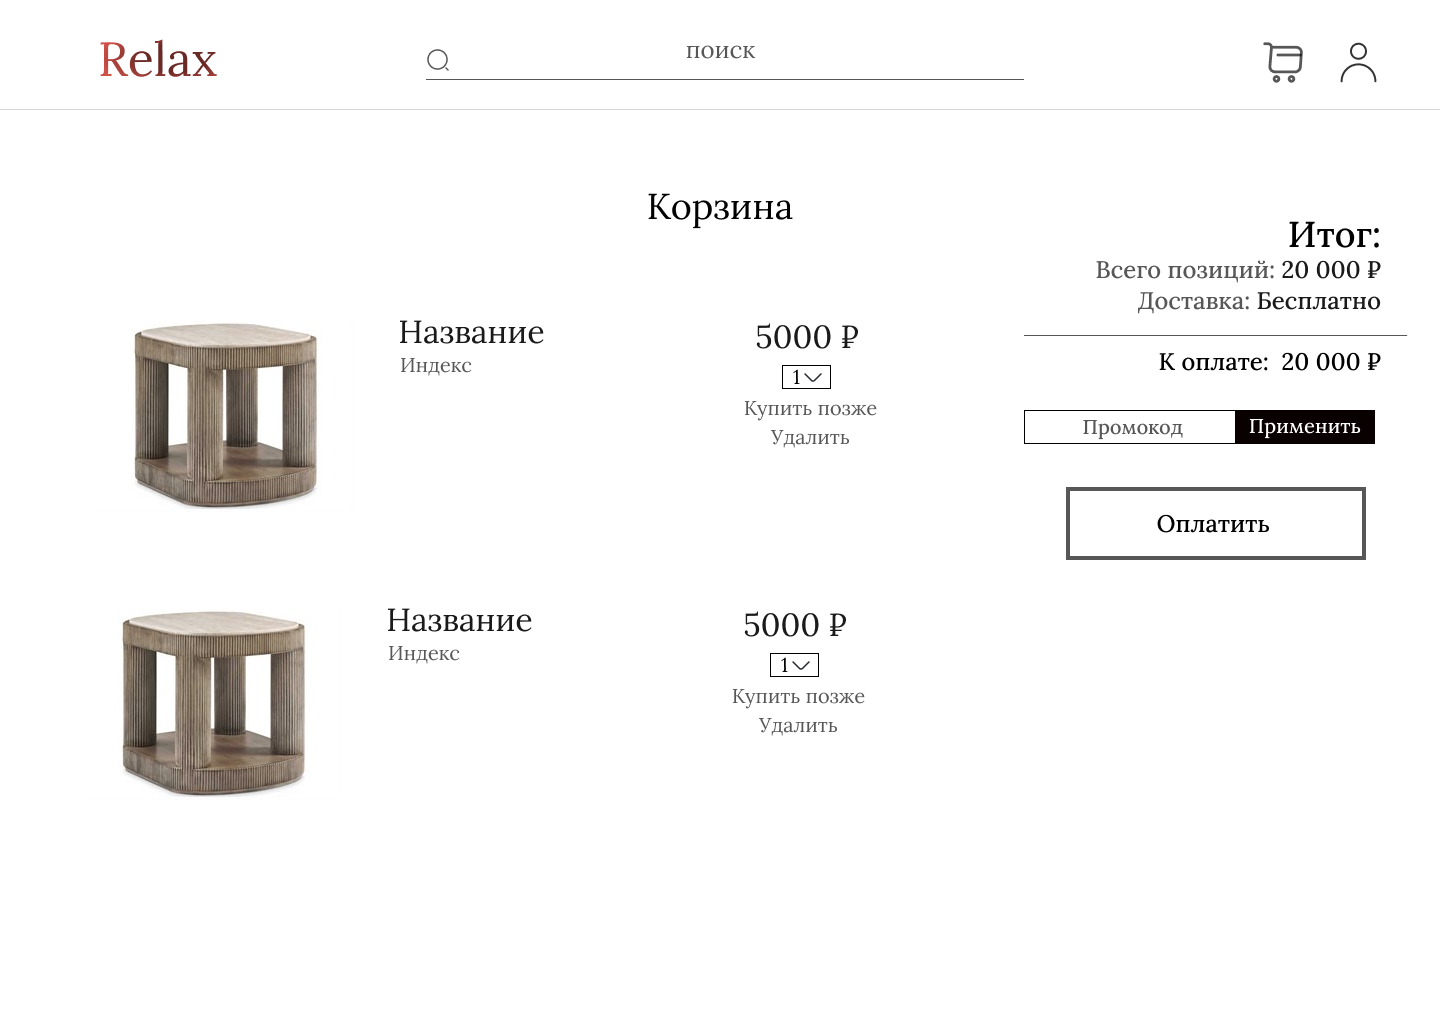 Relax
поиск
Корзина
Название
Индекс
5000 ₽
1
Купить позже
Удалить
Название
Индекс
5000 ₽
1
Купить позже
Удалить
Итог:
Всего позиций: 20 000 ₽
Доставка: Бесплатно
К оплате: 20 000 ₽
Промокод
Применить
Оплатить